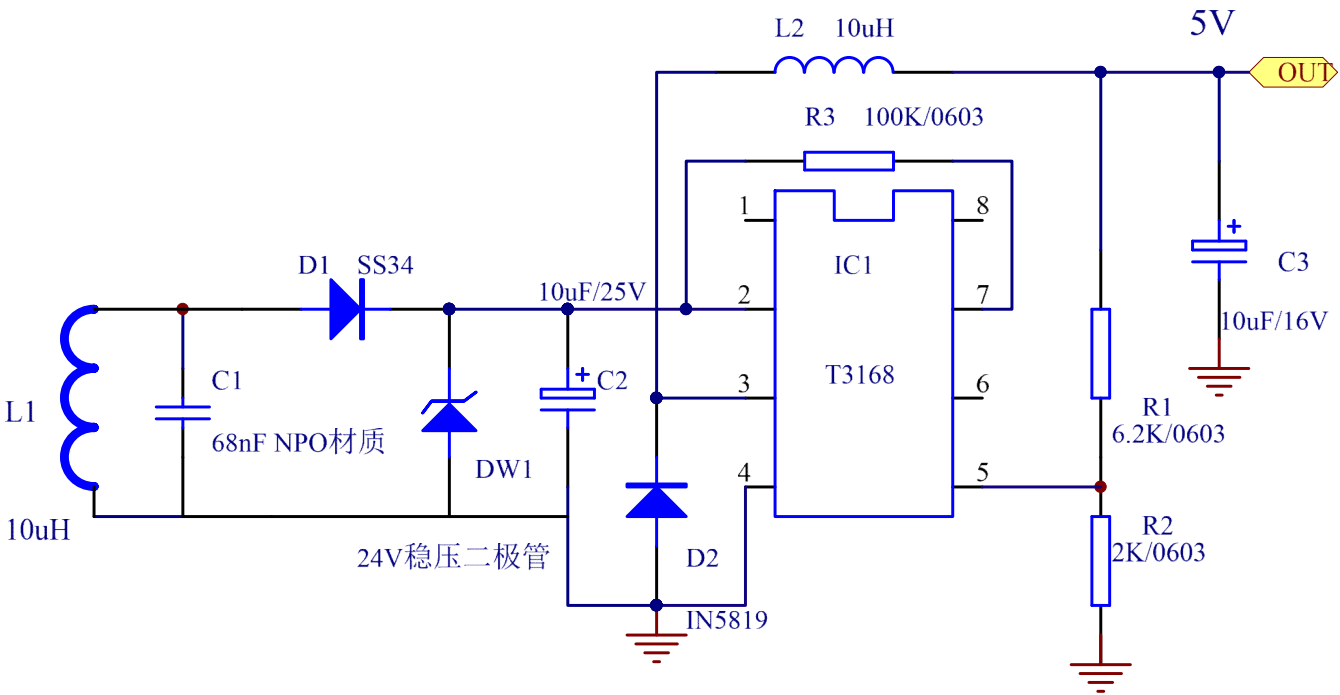 L2 10uH
5V
OUT
R3 100K/0603
1
8
D1 SS34
IC1
10uF/25V
2
7
C3
10uF/16V
C1
C2
3
T3168
6
L1
R1
6.2K/0603
68nF NPO材质
DW1
4
5
10uH
R2
24V稳压二极管
D2
2K/0603
IN5819